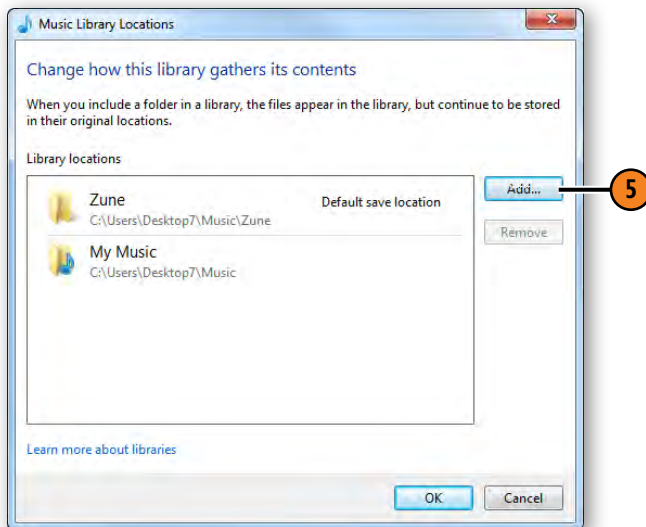 Music Library Locations
Change how this library gathers its contents
When you include a folder in a library, the files appear in the library, but continue to be stored
in their original locations.
Library locations
Zune Default save location
C:\Users\Desktop7\Music\Zune
My Music
C:\Users\Desktop7\Music
Add...
5
Remove
Learn more about libraries
OK Cancel